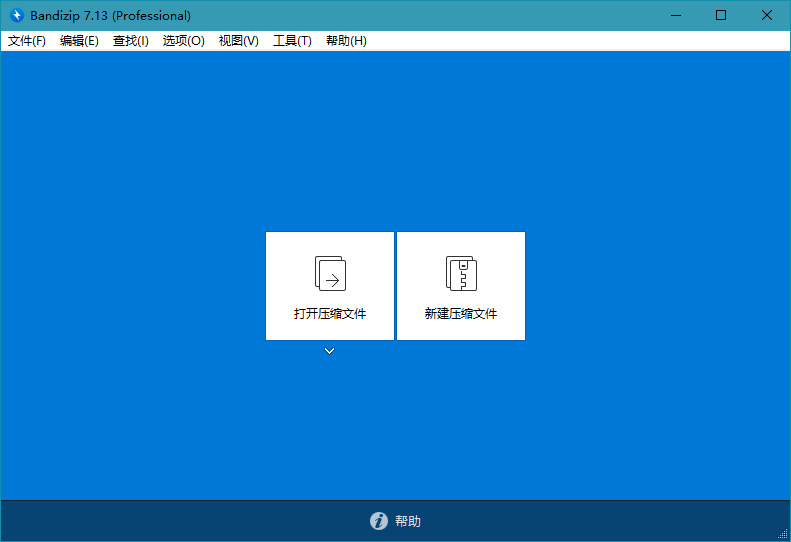 Bandizip 7.13 (Professional)
文件(F) 编辑(E) 查找(I) 选项(O) 视图(V) 工具(T) 帮助(H)
打开压缩文件 新建压缩文件
帮助